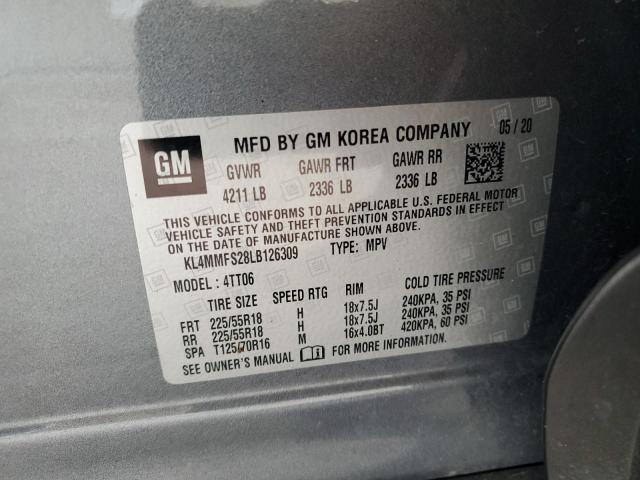 GM
MFD BY GM KOREA COMPANY 05 / 20
GVWR GAWR FRT GAWR RR
4211 LB 2336 LB 2336 LB
THIS VEHICLE CONFORMS TO ALL APPLICABLE U.S. FEDERAL MOTOR
VEHICLE SAFETY AND THEFT PREVENTION STANDARDS IN EFFECT
ON THE DATE OF MANUFACTURE SHOWN ABOVE.
KL4MMFS28LB126309 TYPE: MPV
MODEL : 4TT06
TIRE SIZE SPEED RTG RIM COLD TIRE PRESSURE
FRT 225/55R18 H 18x7.5J 240KPA, 35 PSI
RR 225/55R18 H 18x7.5J 240KPA, 35 PSI
SPA T125/70R16 M 16x4.0BT 420KPA, 60 PSI
SEE OWNER'S MANUAL FOR MORE INFORMATION.